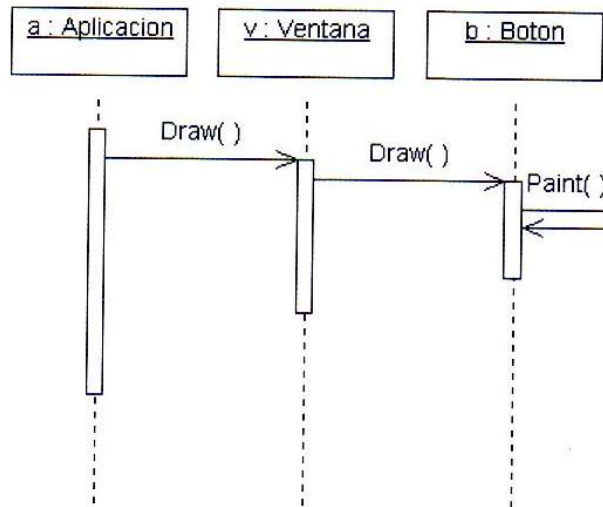 a : Aplicacion
v : Ventana
b : Boton
Draw( )
Draw( )
Paint( )